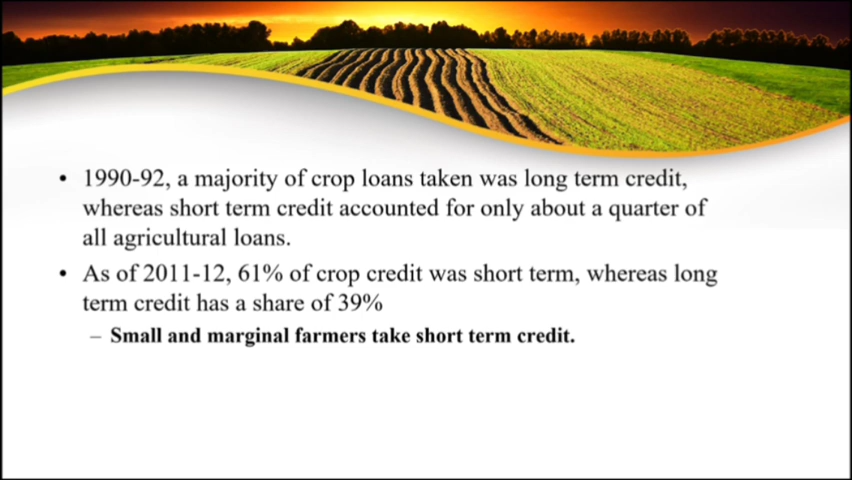 • 1990-92, a majority of crop loans taken was long term credit,
whereas short term credit accounted for only about a quarter of
all agricultural loans.
• As of 2011-12, 61% of crop credit was short term, whereas long
term credit has a share of 39%
– Small and marginal farmers take short term credit.